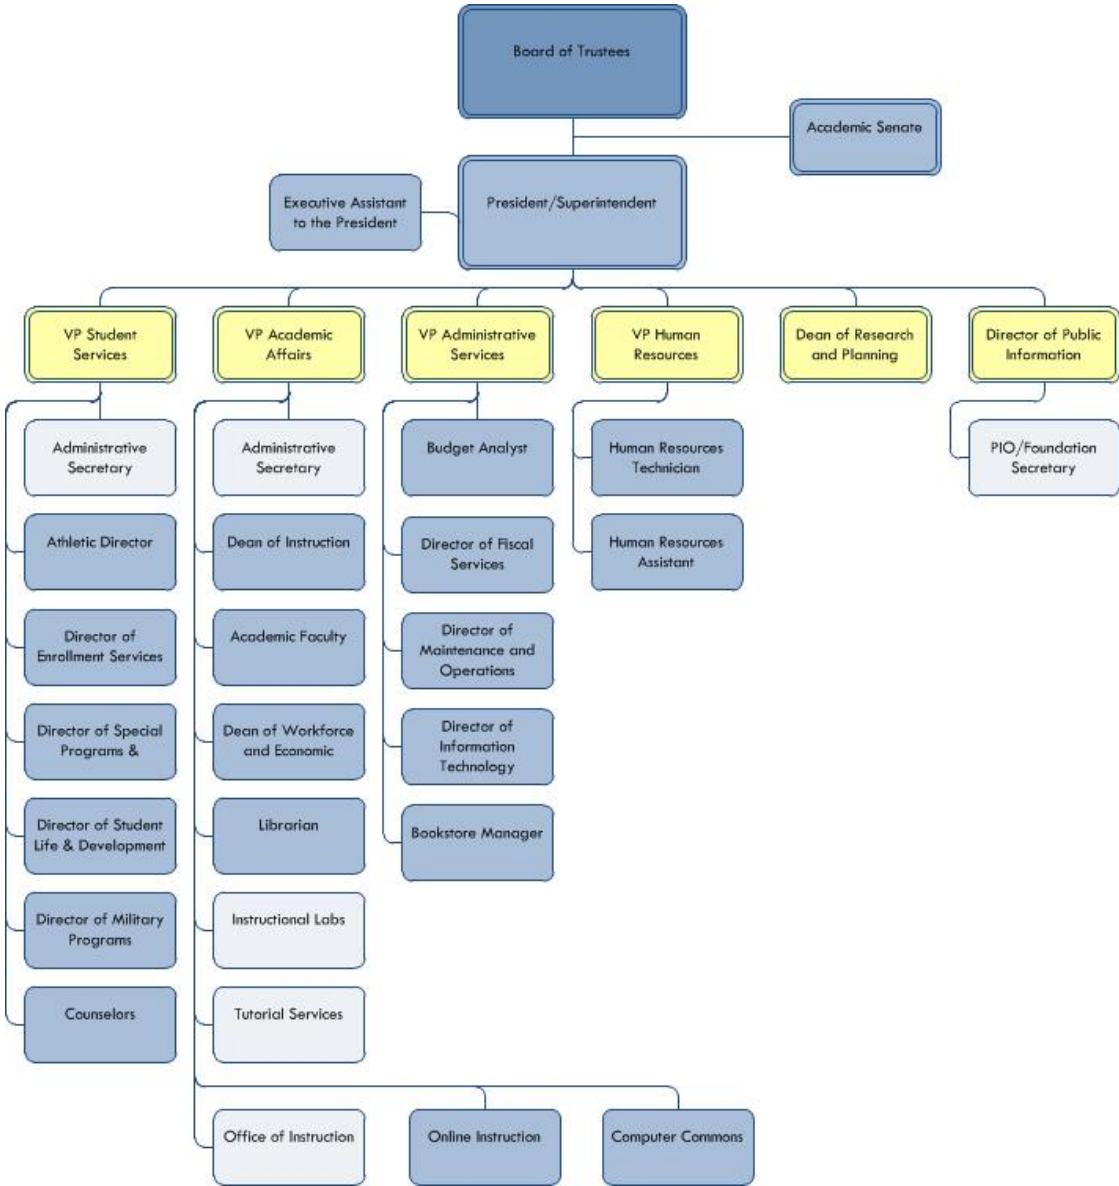 Board of Trustees
Academic Senate
President/Superintendent
Executive Assistant
to the President
VP Student
Services
VP Academic
Affairs
VP Administrative
Services
VP Human
Resources
Dean of Research
and Planning
Director of Public
Information
Administrative
Secretary
Administrative
Secretary
Budget Analyst
Human Resources
Technician
PIO/Foundation
Secretary
Athletic Director
Dean of Instruction
Director of Fiscal
Services
Human Resources
Assistant
Director of
Enrollment Services
Academic Faculty
Director of
Maintenance and
Operations
Director of Special
Programs &
Dean of Workforce
and Economic
Director of
Information
Technology
Director of Student
Life & Development
Librarian
Bookstore Manager
Director of Military
Programs
Instructional Labs
Counselors
Tutorial Services
Office of Instruction
Online Instruction
Computer Commons